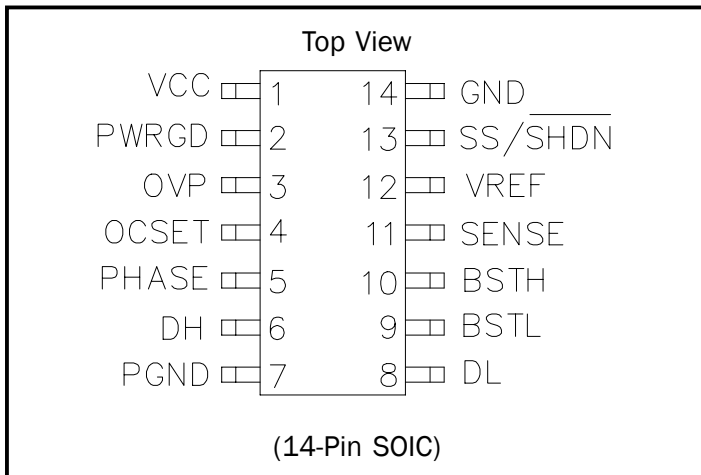 Top View
VCC 1 14 GND
PWRGD 2 13 SS/SHDN
OVP 3 12 VREF
OCSET 4 11 SENSE
PHASE 5 10 BSTH
DH 6 9 BSTL
PGND 7 8 DL
(14-Pin SOIC)